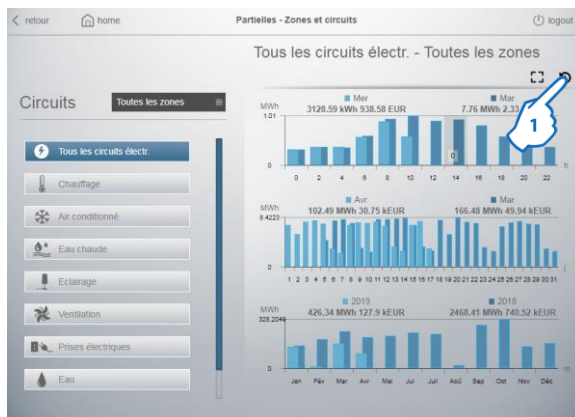 retour
home
Partielles - Zones et circuits
logout
Tous les circuits électr. - Toutes les zones
Circuits
Toutes les zones
Tous les circuits électr.
Chauffage
Air conditionné
Eau chaude
Eclairage
Ventilation
Prises électriques
Eau
MWh
Mer
3128.59 kWh 938.58 EUR
Mar
7.76 MWh 2.33
1.01
0
0
0 2 4 6 8 10 12 14 16 18 20 22
h
1
MWh
Avr
102.49 MWh 30.75 kEUR
Mar
166.48 MWh 49.94 kEUR
8.4223
0
1 2 3 4 5 6 7 8 9 10 11 12 13 14 15 16 17 18 19 20 21 22 23 24 25 26 27 28 29 30 31
j
MWh
2019
426.34 MWh 127.9 kEUR
2018
2468.41 MWh 740.52 kEUR
328.2048
0
Jan Fév Mar Avr Mai Jui Juil Aoû Sep Oct Nov Déc
m